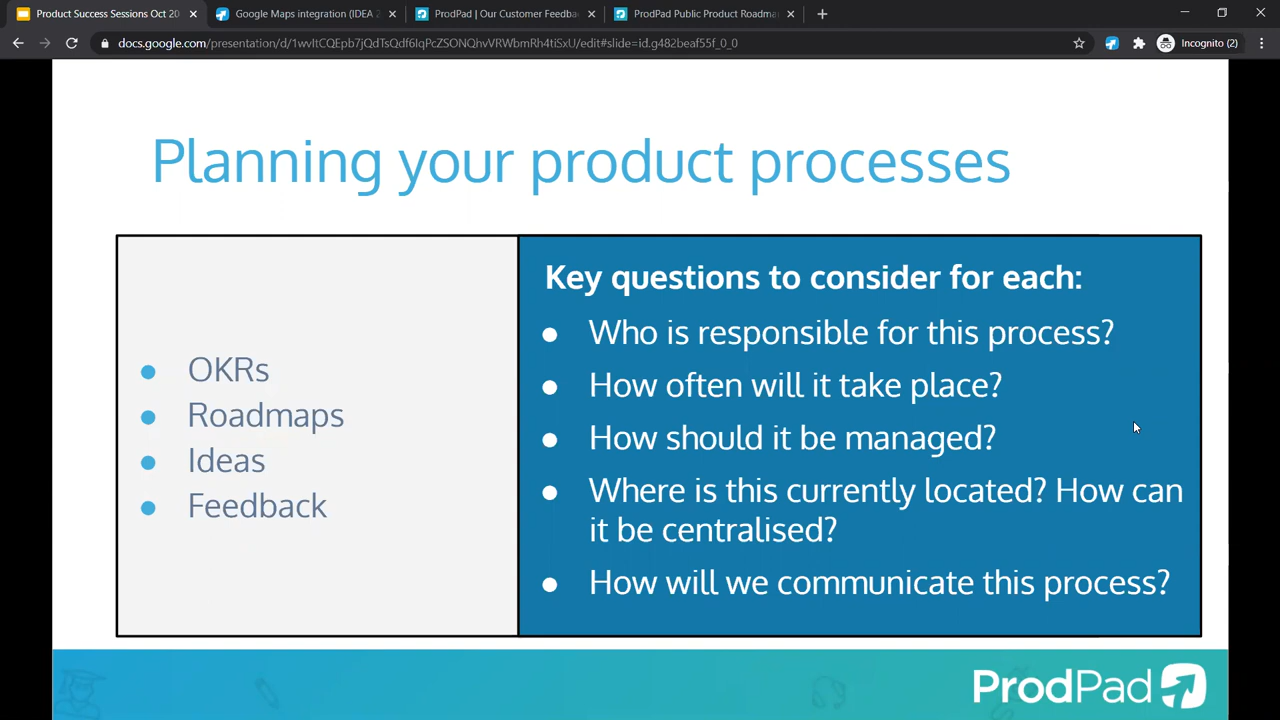 Product Success Sessions Oct 20
Google Maps integration (IDEA 2
ProdPad | Our Customer Feedba
ProdPad Public Product Roadma
docs.google.com/presentation/d/1wvItCQEpb7jQdTsQdf6IqPcZSONQhvVRWbmRh4tiSxU/edit#slide=id.g482beaf55f_0_0
Incognito (2)
Planning your product processes
● OKRs
● Roadmaps
● Ideas
● Feedback
Key questions to consider for each:
● Who is responsible for this process?
● How often will it take place?
● How should it be managed?
● Where is this currently located? How can
it be centralised?
● How will we communicate this process?
ProdPad